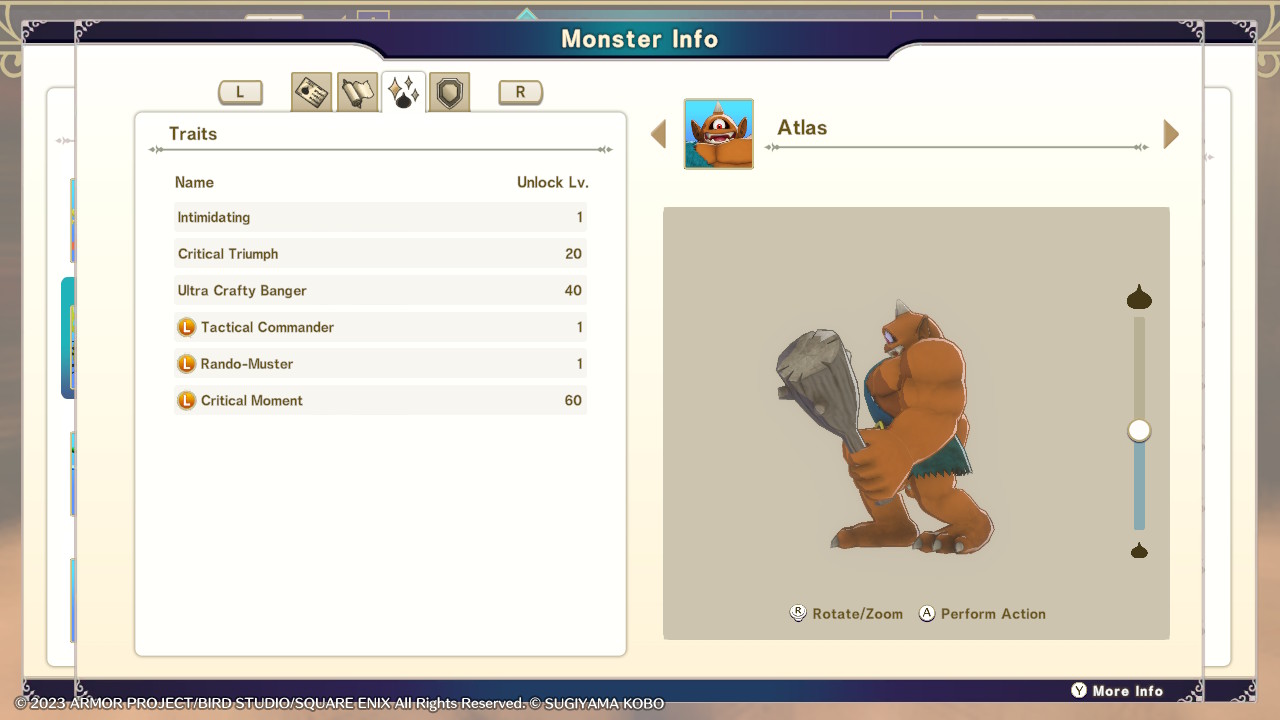 Monster Info
L
R
Traits
Atlas
Name Unlock Lv.
Intimidating 1
Critical Triumph 20
Ultra Crafty Banger 40
L Tactical Commander 1
L Rando-Muster 1
L Critical Moment 60
R Rotate/Zoom A Perform Action
Y More Info
© 2023 ARMOR PROJECT/BIRD STUDIO/SQUARE ENIX All Rights Reserved. © SUGIYAMA KOBO